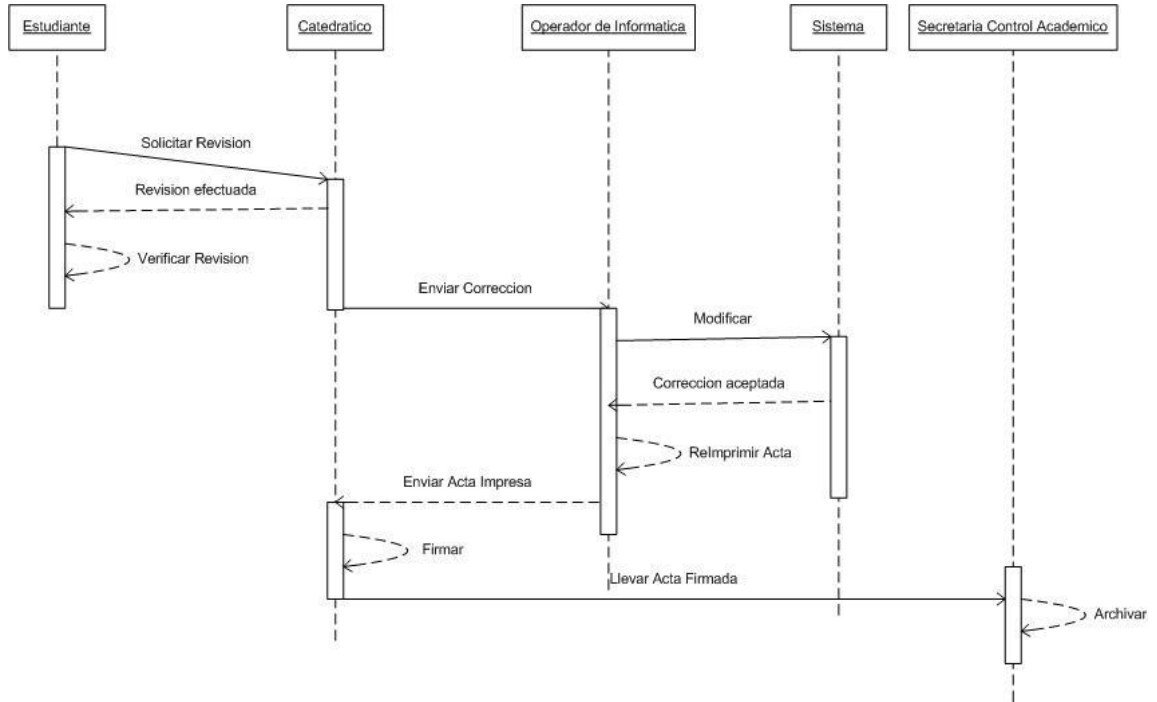 Estudiante
Catedratico
Operador de Informatica
Sistema
Secretaria Control Academico
Solicitar Revision
Revision efectuada
Verificar Revision
Enviar Correccion
Modificar
Correccion aceptada
ReImprimir Acta
Enviar Acta Impresa
Firmar
Llevar Acta Firmada
Archivar